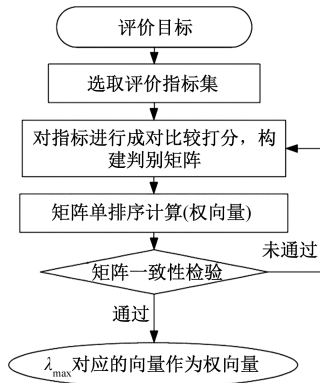 评价目标
选取评价指标集
对指标进行成对比较打分，构
建判别矩阵
矩阵单排序计算(权向量)
未通过
矩阵一致性检验
通过
λmax对应的向量作为权向量